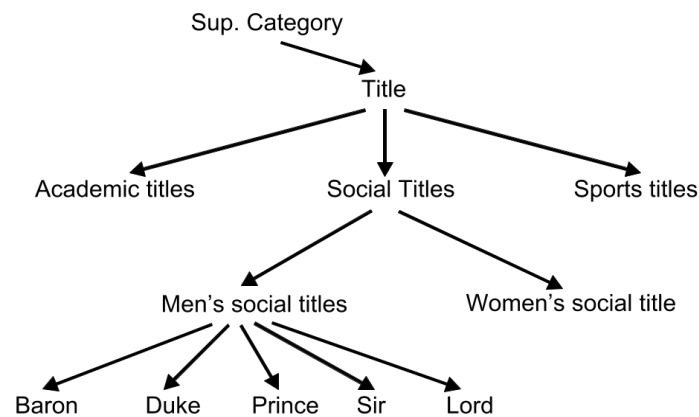 Sup. Category
Title
Academic titles
Social Titles
Sports titles
Men's social titles
Women's social title
Baron
Duke
Prince
Sir
Lord